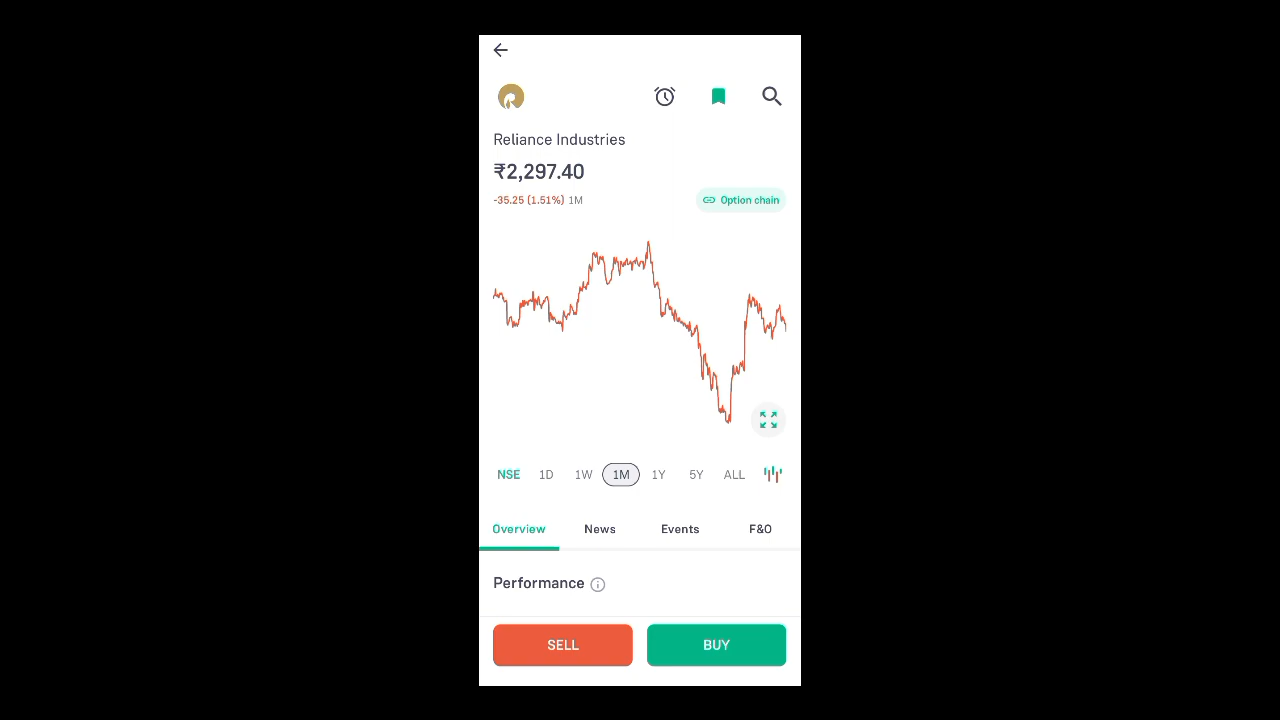 Reliance Industries
₹2,297.40
-35.25 (1.51%) 1M
Option chain
NSE 1D 1W 1M 1Y 5Y ALL
Overview News Events F&O
Performance
SELL BUY